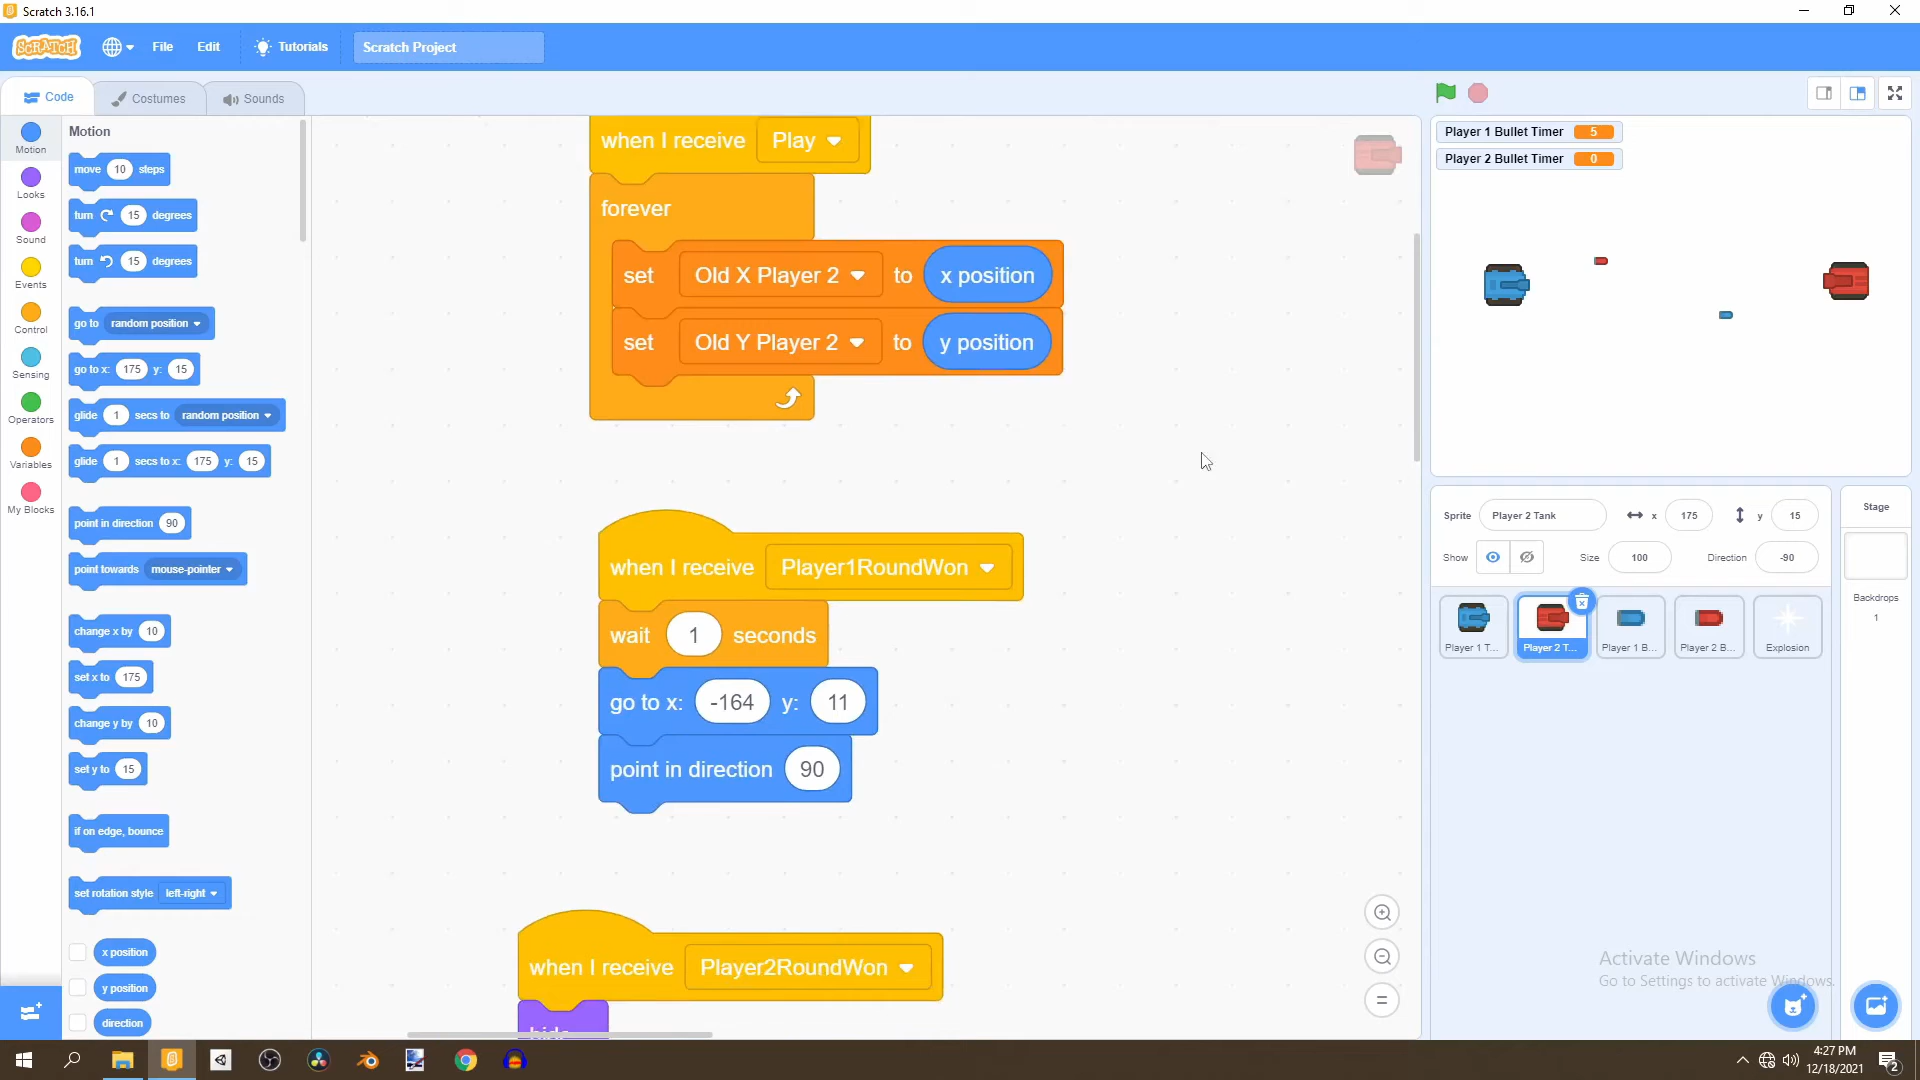 Scratch 3.16.1
SCRATCH
File
Edit
Tutorials
Scratch Project
Code
Costumes
Sounds
Motion
Looks
Sound
Events
Control
Sensing
Operators
Variables
My Blocks
Motion
move 10 steps
turn 15 degrees
turn 15 degrees
go to random position
go to x: 175 y: 15
glide 1 secs to random position
glide 1 secs to x: 175 y: 15
point in direction 90
point towards mouse-pointer
change x by 10
set x to 175
change y by 10
set y to 15
if on edge, bounce
set rotation style left-right
x position
y position
direction
when I receive Play
forever
set Old X Player 2 to x position
set Old Y Player 2 to y position
when I receive Player1RoundWon
wait 1 seconds
go to x: -164 y: 11
point in direction 90
when I receive Player2RoundWon
hide
Player 1 Bullet Timer 5
Player 2 Bullet Timer 0
Sprite Player 2 Tank x 175 y 15
Show Size 100 Direction -90
Player 1 T...
Player 2 T...
Player 1 B...
Player 2 B...
Explosion
Stage
Backdrops
1
Activate Windows
Go to Settings to activate Windows.
4:27 PM
12/18/2021
2